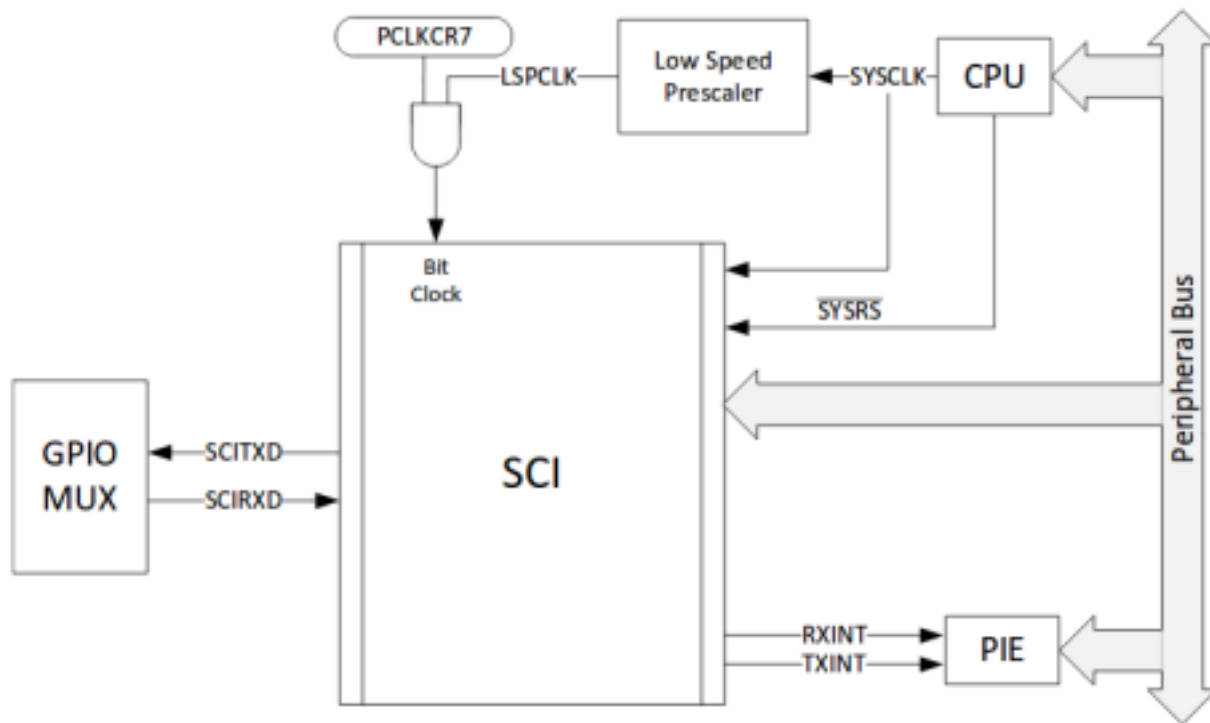 PCLKCR7
LSPCLK
Low Speed
Prescaler
SYSCLK
CPU
Bit
Clock
SYSRS
Peripheral Bus
GPIO
MUX
SCITXD
SCIRXD
SCI
RXINT
TXINT
PIE